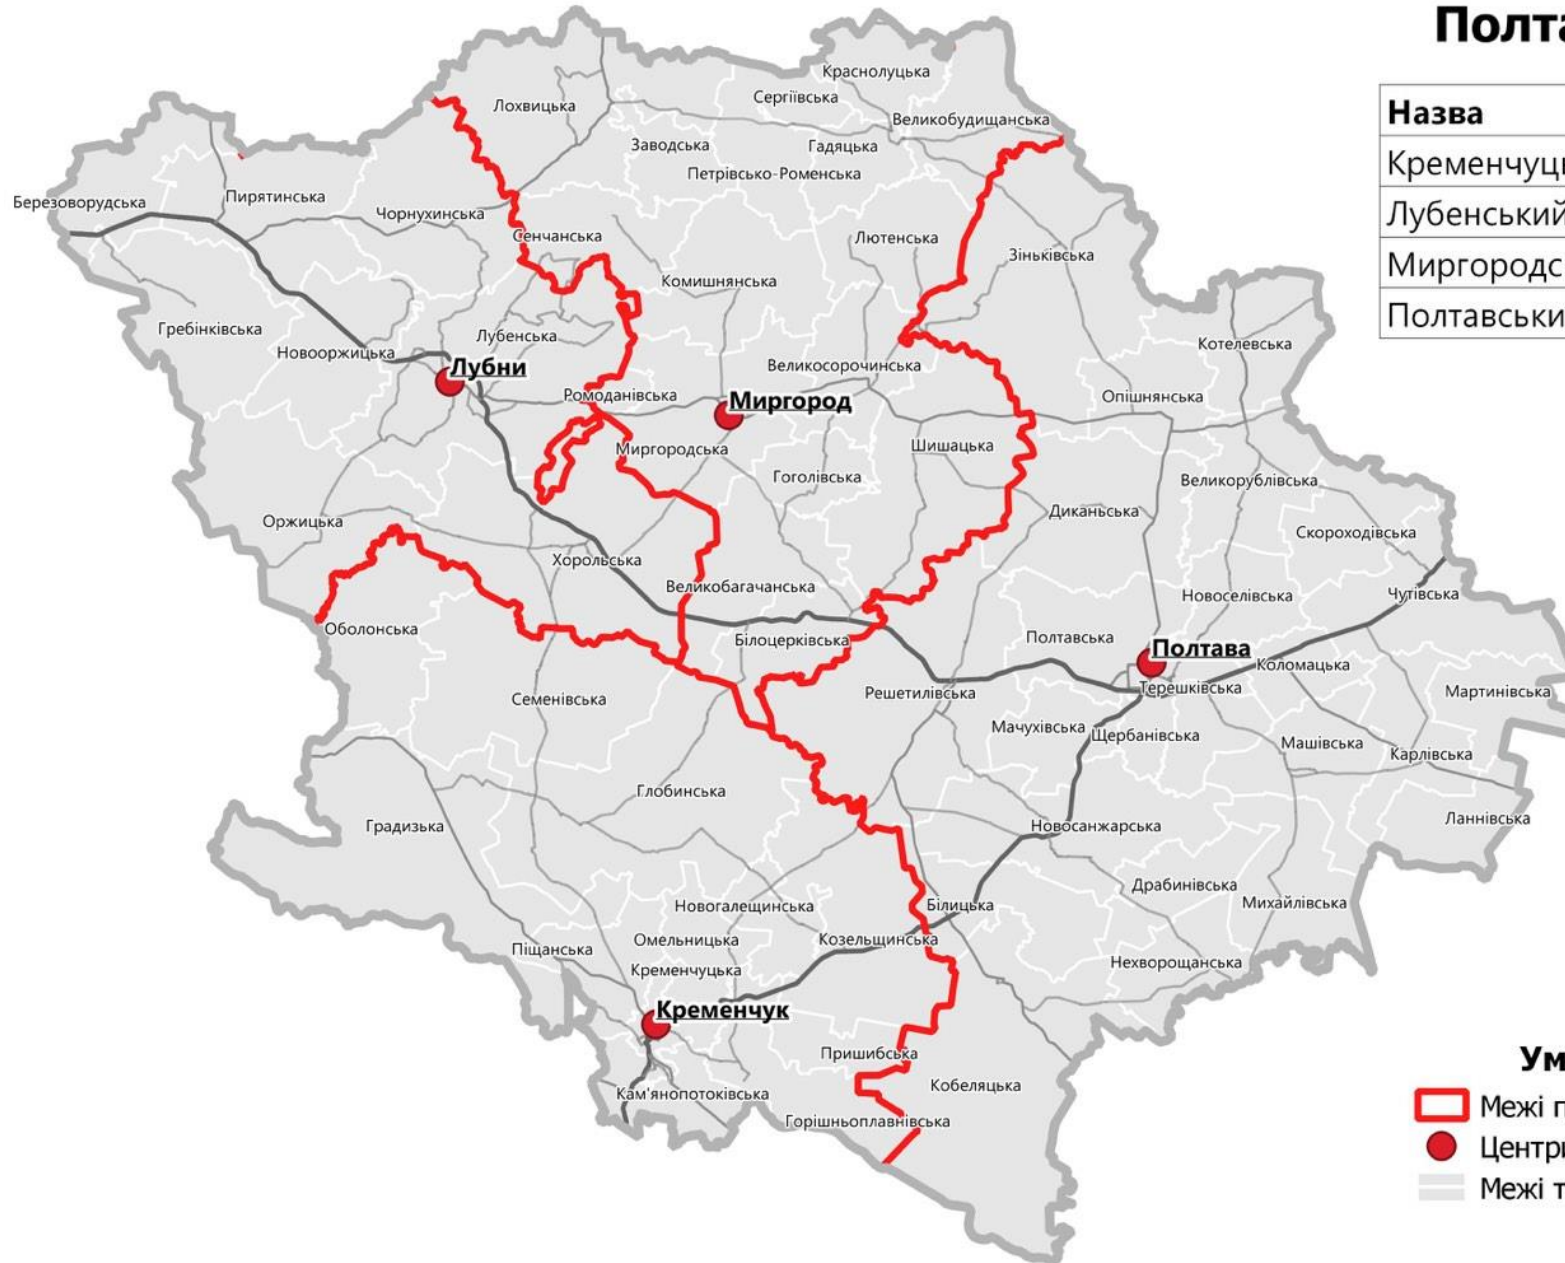 Полта
Назва
Кременчуц
Лубенський
Миргородс
Полтавськи
Краснолуцька
Сергіївська
Лохвицька
Великобудищанська
Заводська
Гадяцька
Петрівсько-Роменська
Березоворудська
Пирятинська
Чорнухинська
Сенчанська
Лютенська
Зіньківська
Комишнянська
Гребінківська
Лубенська
Новооржицька
Котелевська
Великосорочинська
Лубни
Ромоданівська
Миргород
Опішнянська
Миргородська
Шишацька
Гоголівська
Великорублівська
Оржицька
Диканьська
Скороходівська
Хорольська
Великобагачанська
Новоселівська
Чутівська
Оболонська
Білоцерківська
Полтавська
Полтава
Коломацька
Семенівська
Решетилівська
Терешківська
Мартинівська
Мачухівська
Щербанівська
Машівська
Карлівська
Глобинська
Градизька
Новосанжарська
Ланнівська
Драбинівська
Новогалещинська
Білицька
Михайлівська
Піщанська
Омельницька
Козельщинська
Кременчуцька
Нехворощанська
Кременчук
Пришибська
Кобеляцька
Кам'янопотоківська
Горішньоплавнівська
Ум
Межі п
Центри
Межі т